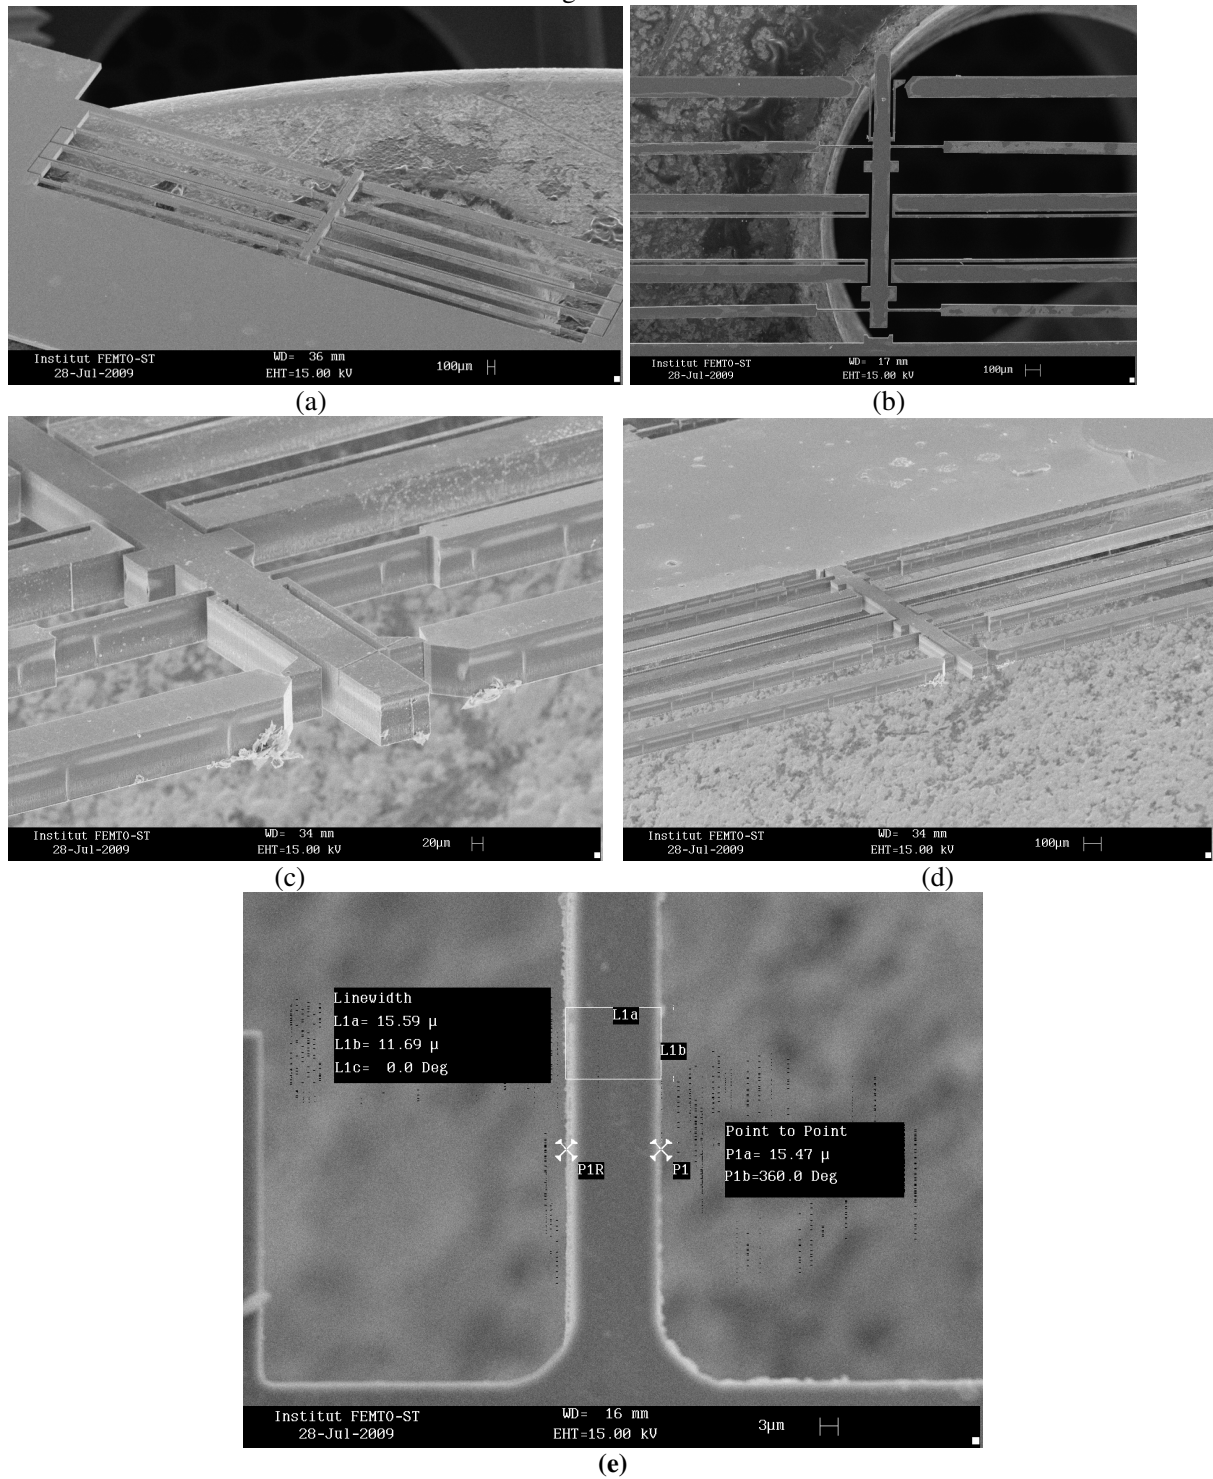 Institut FEMTO-ST
28-Jul-2009
WD= 36 mm
EHT=15.00 kV
100µm
Institut FEMTO-ST
28-Jul-2009
WD= 17 mm
EHT=15.00 kV
100µm
(a)
(b)
Institut FEMTO-ST
28-Jul-2009
WD= 34 mm
EHT=15.00 kV
20µm
Institut FEMTO-ST
28-Jul-2009
WD= 34 mm
EHT=15.00 kV
100µm
(c)
(d)
Linewidth
L1a= 15.59 µ
L1b= 11.69 µ
L1c= 0.0 Deg
L1a
L1b
Point to Point
P1a= 15.47 µ
P1b=360.0 Deg
P1R
P1
Institut FEMTO-ST
28-Jul-2009
WD= 16 mm
EHT=15.00 kV
3µm
(e)